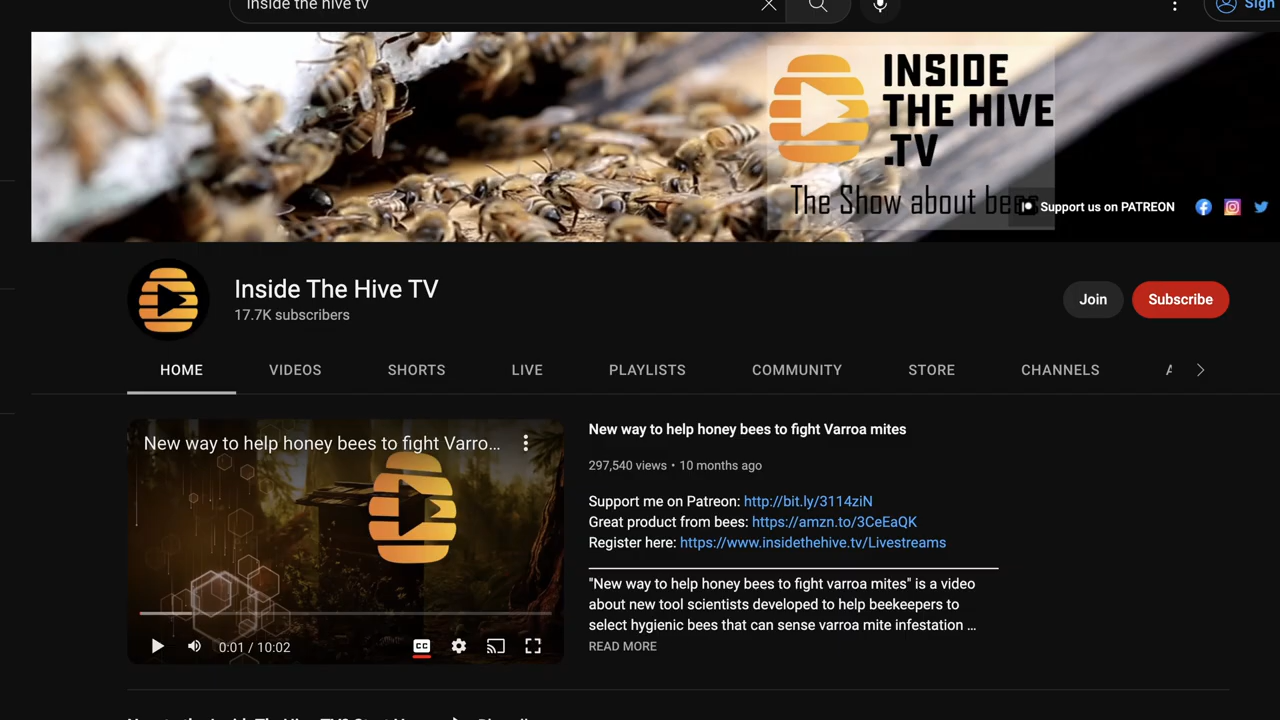 inside the hive tv
Sign
INSIDE
THE HIVE
.TV
The Show about bees
Support us on PATREON
Inside The Hive TV
17.7K subscribers
Join
Subscribe
HOME
VIDEOS
SHORTS
LIVE
PLAYLISTS
COMMUNITY
STORE
CHANNELS
New way to help honey bees to fight Varro...
0:01 / 10:02
CC
New way to help honey bees to fight Varroa mites
297,540 views • 10 months ago
Support me on Patreon: http://bit.ly/3114ziN
Great product from bees: https://amzn.to/3CeEaQK
Register here: https://www.insidethehive.tv/Livestreams
"New way to help honey bees to fight varroa mites" is a video
about new tool scientists developed to help beekeepers to
select hygienic bees that can sense varroa mite infestation ...
READ MORE